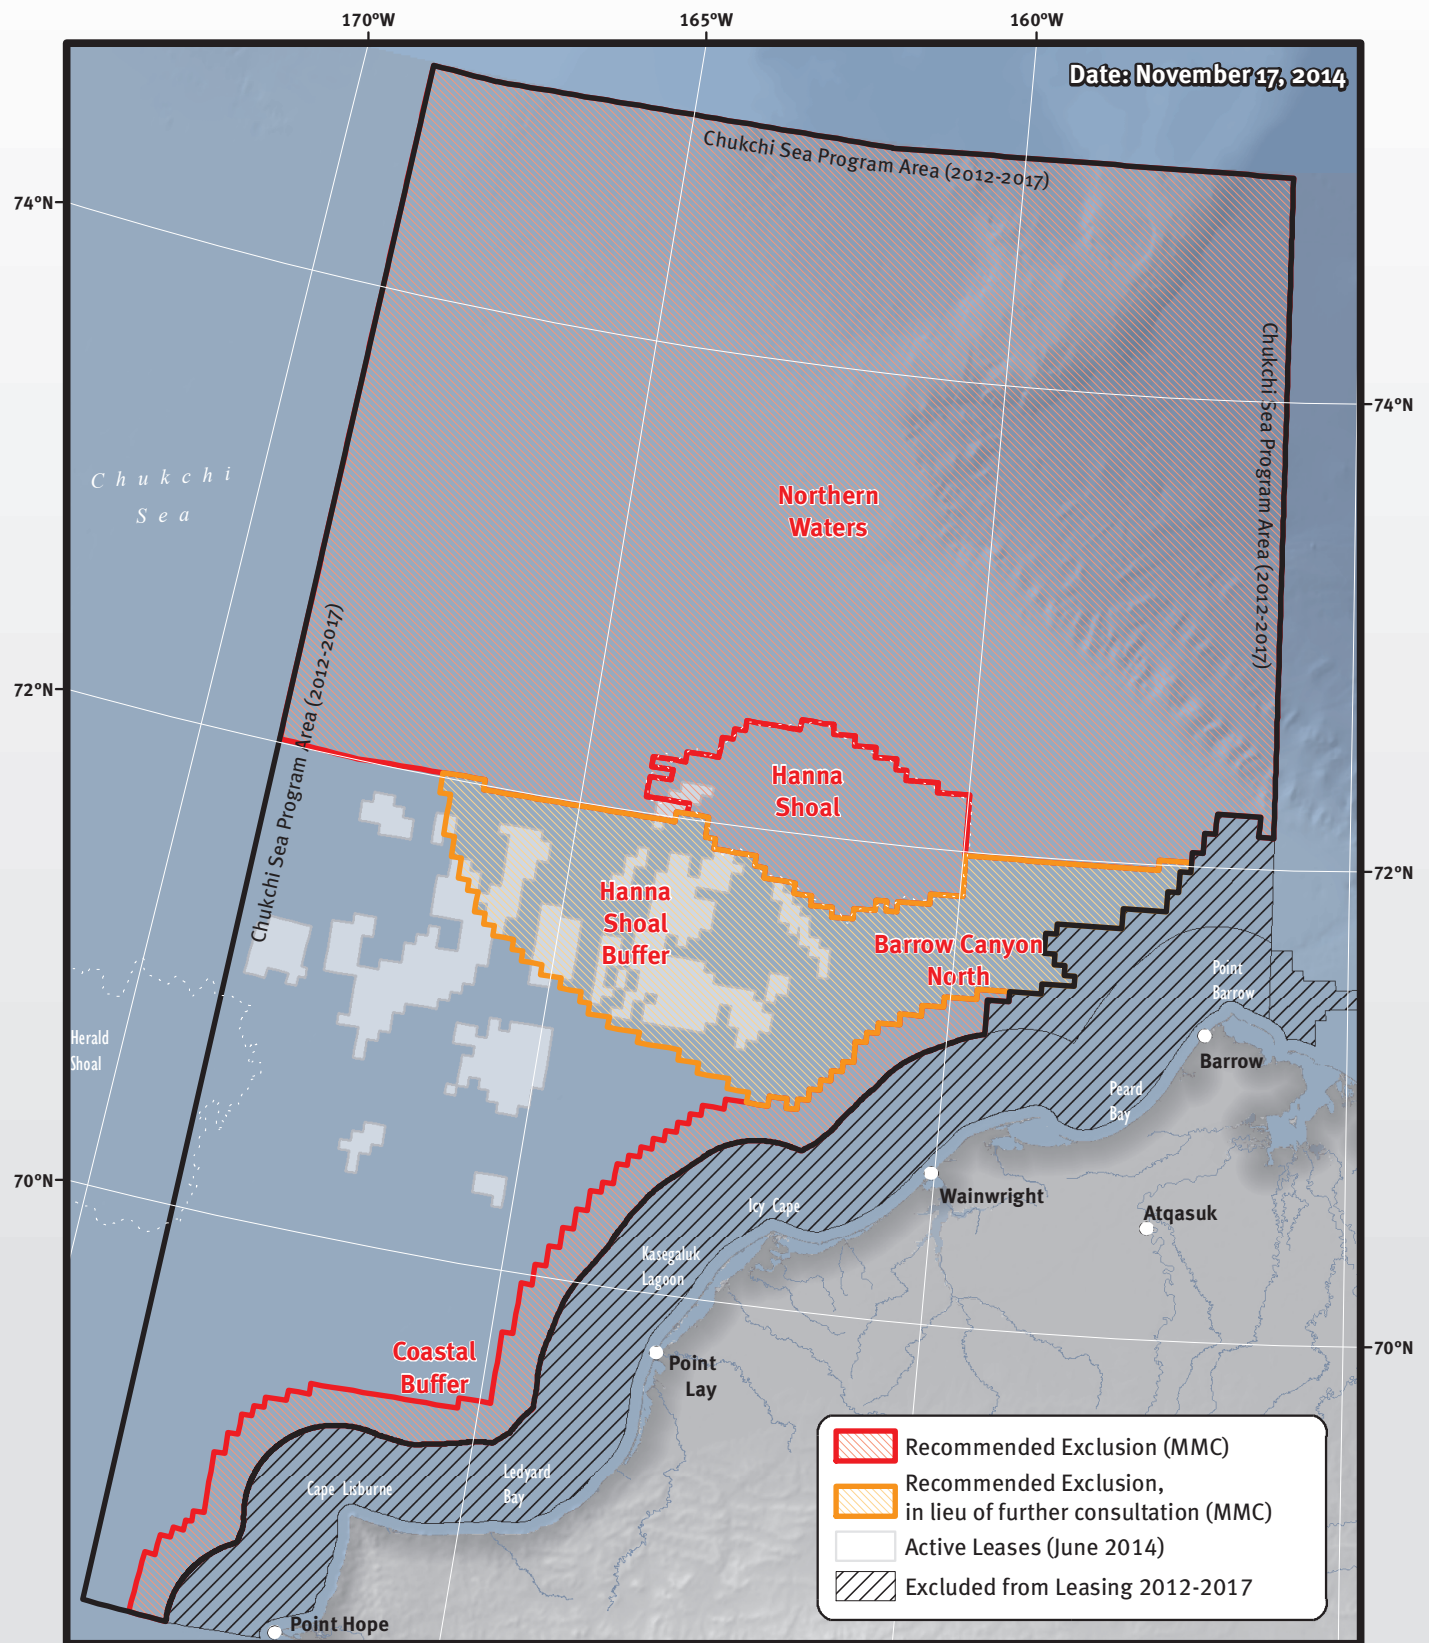 170°W
165°W
160°W
Date: November 17, 2014
Chukchi Sea Program Area (2012-2017)
74°N
74°N
Chukchi Sea Program Area (2012-2017)
Chukchi
Sea
Northern
Waters
Chukchi Sea Program Area (2012-2017)
72°N
72°N
Hanna
Shoal
Hanna
Shoal
Buffer
Barrow Canyon
North
Point
Barrow
Herald
Shoal
Barrow
Peard
Bay
70°N
Wainwright
Icy Cape
Atqasuk
Kasegaluk
Lagoon
70°N
Coastal
Buffer
Point
Lay
Ledyard
Bay
Cape Lisburne
Point Hope
Recommended Exclusion (MMC)
Recommended Exclusion,
in lieu of further consultation (MMC)
Active Leases (June 2014)
Excluded from Leasing 2012-2017